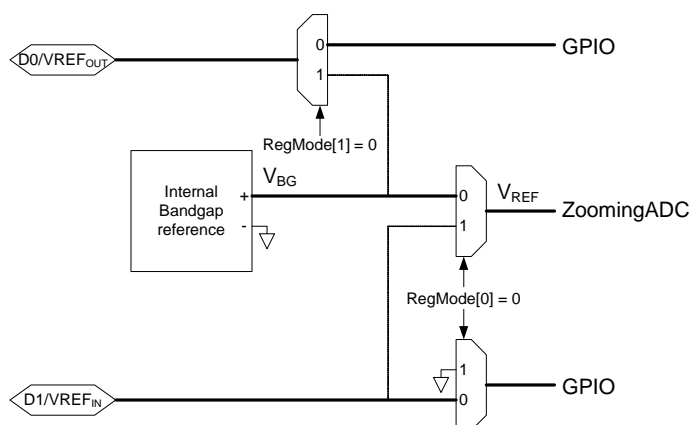 0
GPIO
D0/VREFOUT
1
RegMode[1] = 0
VBG
Internal
Bandgap
reference
+
-
0
VREF
ZoomingADC
1
RegMode[0] = 0
1
GPIO
D1/VREFIN
0